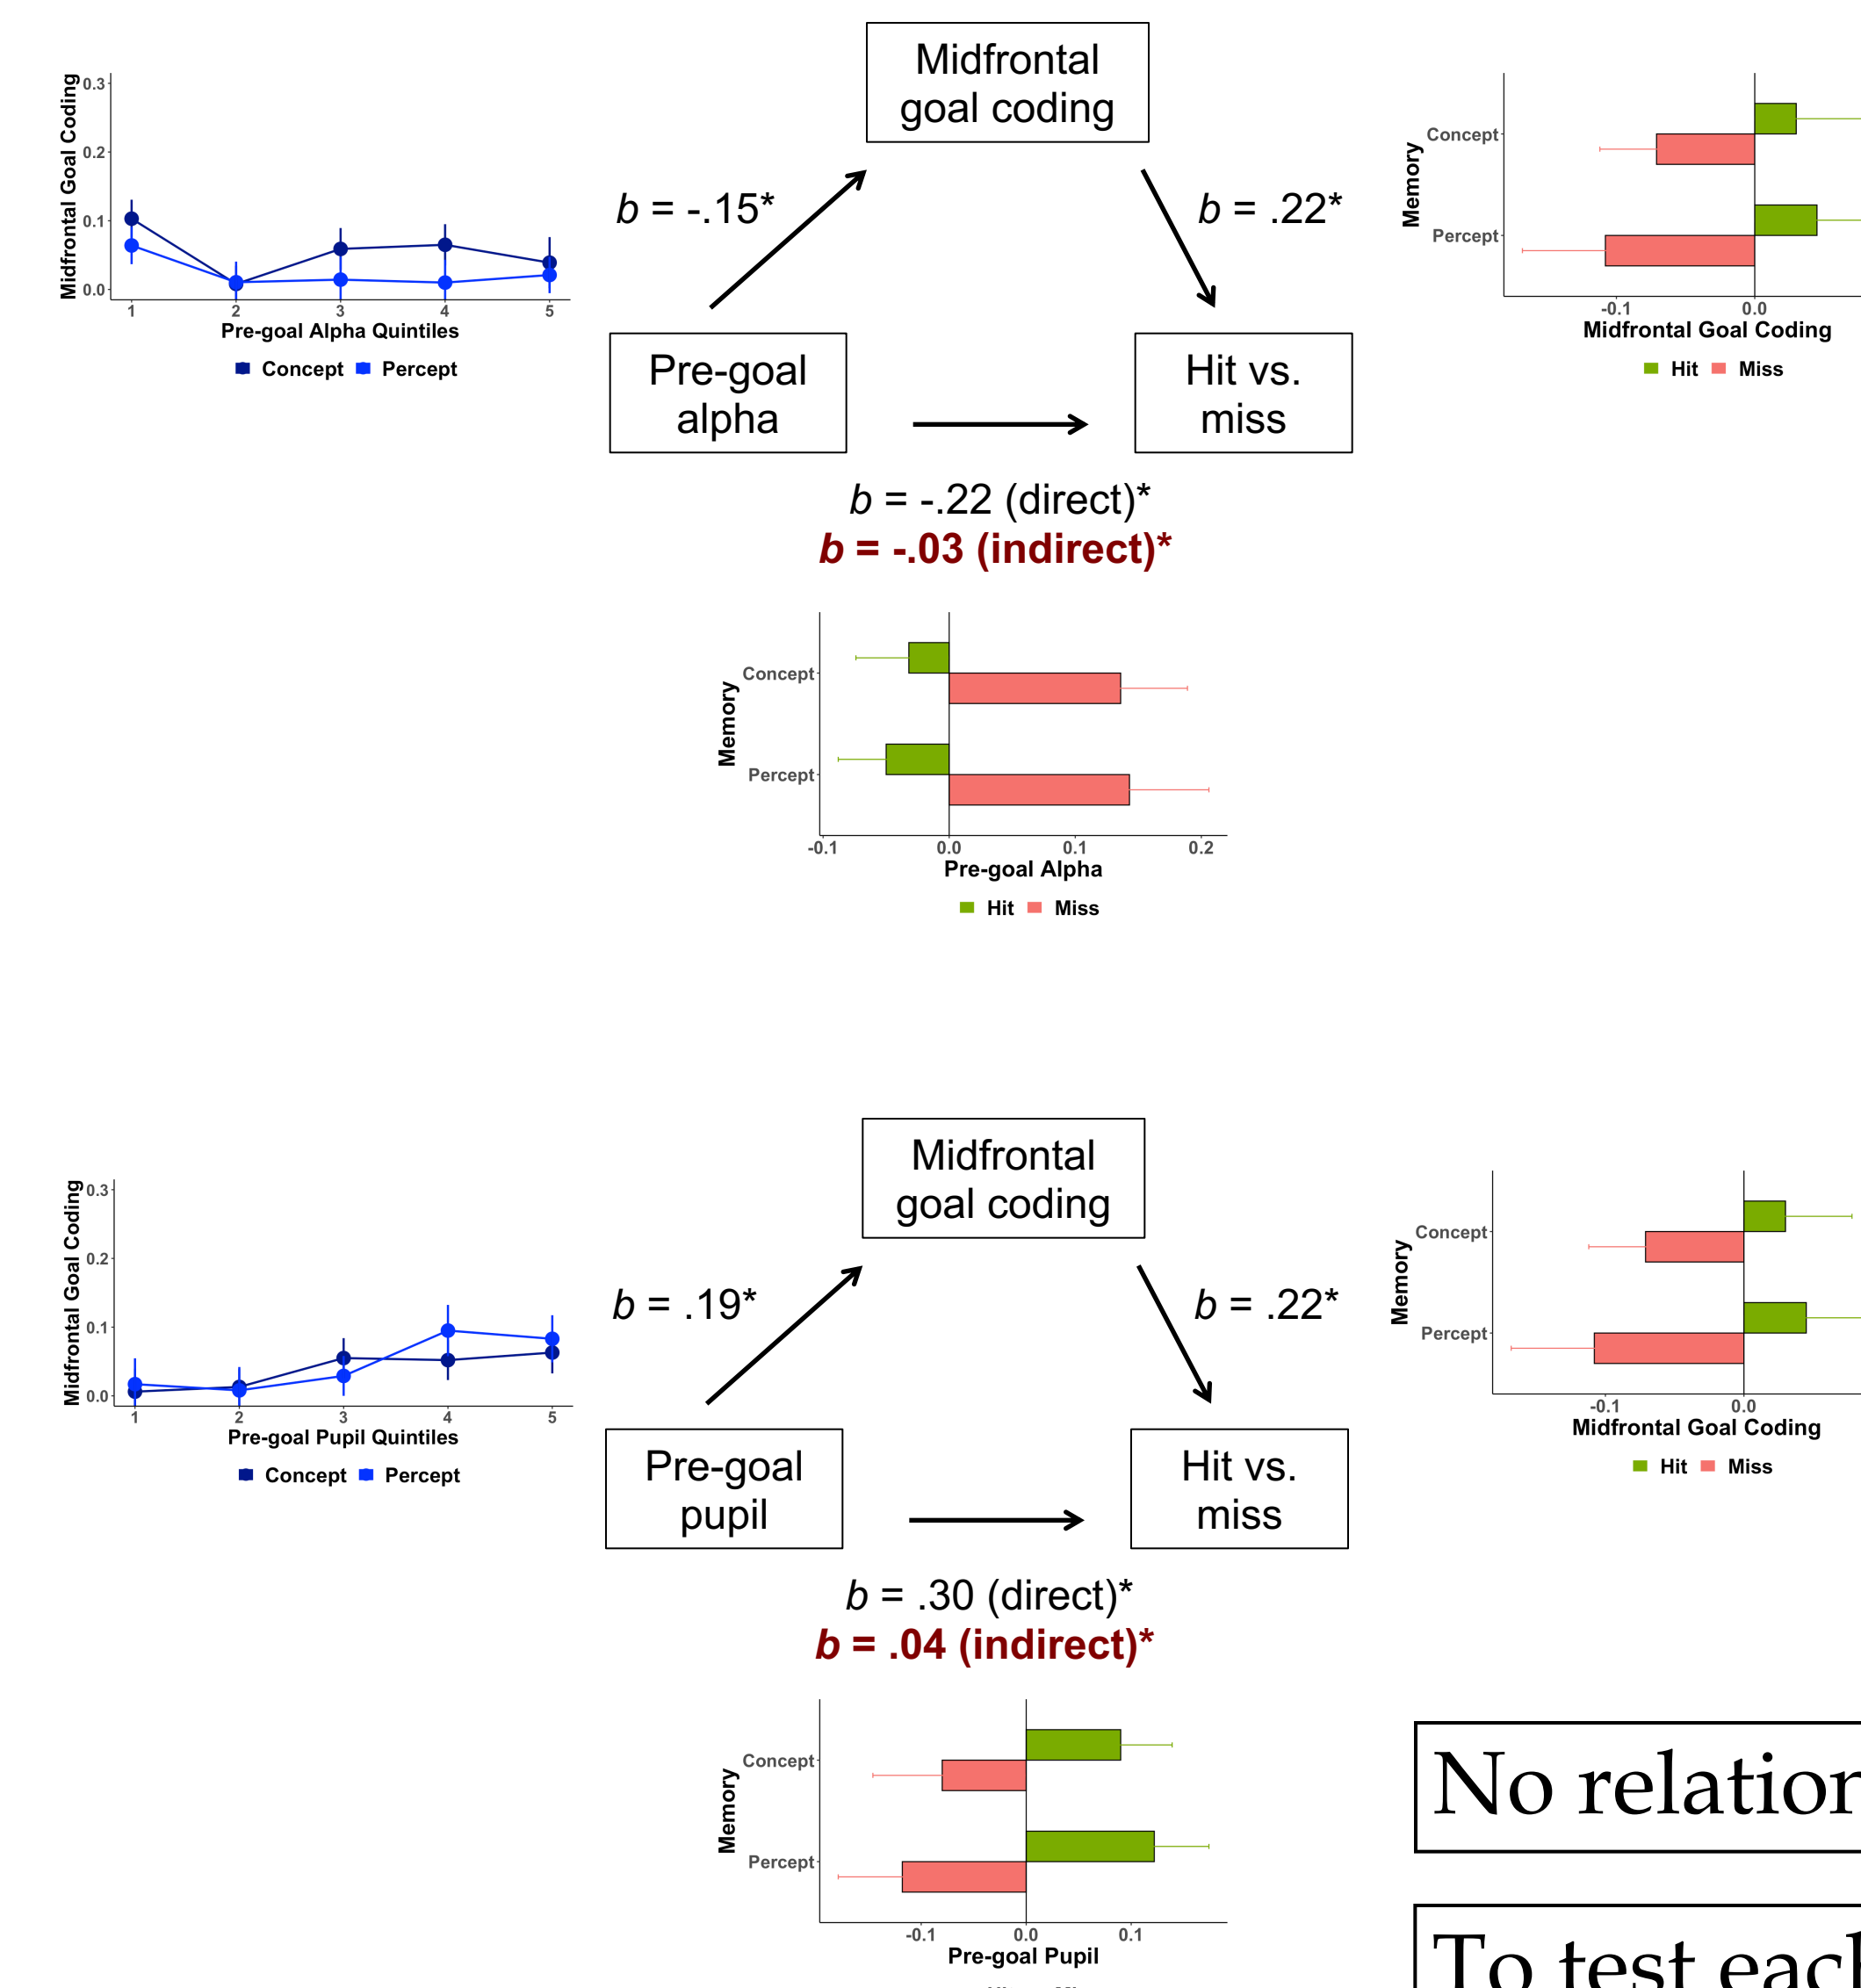 Midfrontal
goal coding
Midfrontal Goal Coding
0.3
0.2
0.1
0.0
1 2 3 4 5
Pre-goal Alpha Quintiles
Concept Percept
b = -.15*
b = .22*
Memory
Concept
Percept
-0.1 0.0
Midfrontal Goal Coding
Hit Miss
Pre-goal
alpha
Hit vs.
miss
b = -.22 (direct)*
b = -.03 (indirect)*
Memory
Concept
Percept
-0.1 0.0 0.1 0.2
Pre-goal Alpha
Hit Miss
Midfrontal
goal coding
Midfrontal Goal Coding
0.3
0.2
0.1
0.0
1 2 3 4 5
Pre-goal Pupil Quintiles
Concept Percept
b = .19*
b = .22*
Memory
Concept
Percept
-0.1 0.0
Midfrontal Goal Coding
Hit Miss
Pre-goal
pupil
Hit vs.
miss
b = .30 (direct)*
b = .04 (indirect)*
Memory
Concept
Percept
-0.1 0.0 0.1
Pre-goal Pupil
No relation
To test each